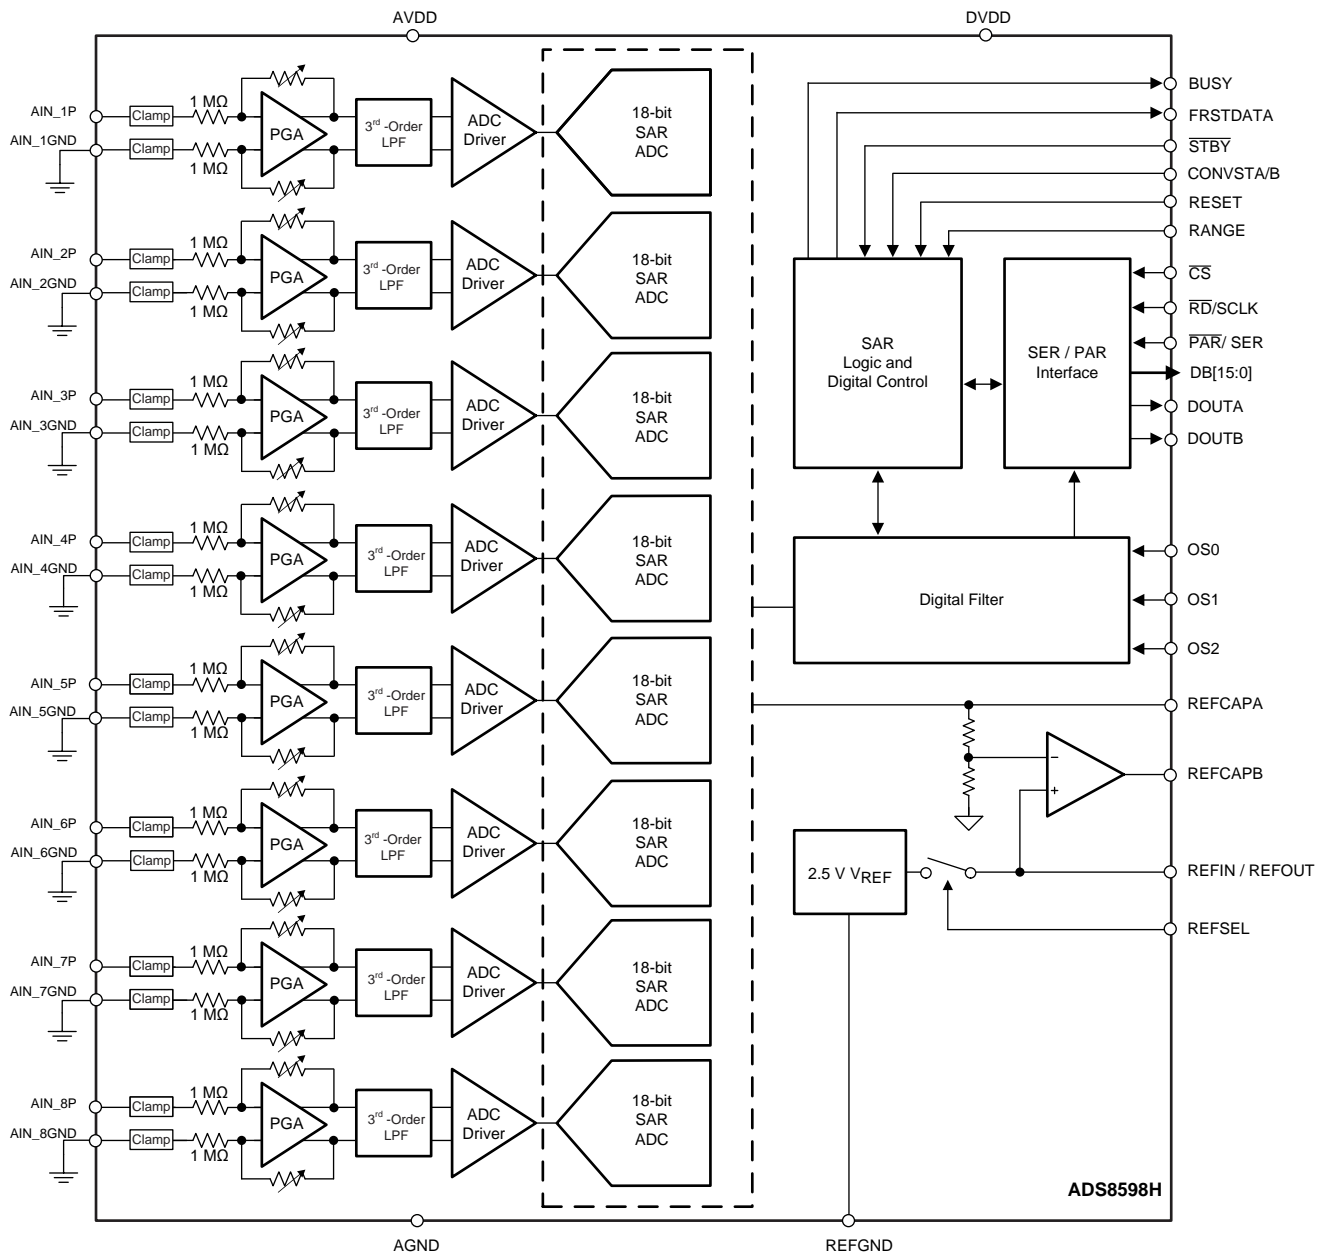 AVDD
DVDD
AIN_1P
AIN_1GND
Clamp
Clamp
1 MΩ
1 MΩ
PGA
3rd -Order
LPF
ADC
Driver
18-bit
SAR
ADC
AIN_2P
AIN_2GND
Clamp
Clamp
1 MΩ
1 MΩ
PGA
3rd -Order
LPF
ADC
Driver
18-bit
SAR
ADC
AIN_3P
AIN_3GND
Clamp
Clamp
1 MΩ
1 MΩ
PGA
3rd -Order
LPF
ADC
Driver
18-bit
SAR
ADC
AIN_4P
AIN_4GND
Clamp
Clamp
1 MΩ
1 MΩ
PGA
3rd -Order
LPF
ADC
Driver
18-bit
SAR
ADC
AIN_5P
AIN_5GND
Clamp
Clamp
1 MΩ
1 MΩ
PGA
3rd -Order
LPF
ADC
Driver
18-bit
SAR
ADC
AIN_6P
AIN_6GND
Clamp
Clamp
1 MΩ
1 MΩ
PGA
3rd -Order
LPF
ADC
Driver
18-bit
SAR
ADC
AIN_7P
AIN_7GND
Clamp
Clamp
1 MΩ
1 MΩ
PGA
3rd -Order
LPF
ADC
Driver
18-bit
SAR
ADC
AIN_8P
AIN_8GND
Clamp
Clamp
1 MΩ
1 MΩ
PGA
3rd -Order
LPF
ADC
Driver
18-bit
SAR
ADC
BUSY
FRSTDATA
STBY
CONVSTA/B
RESET
RANGE
CS
RD/SCLK
PAR/ SER
DB[15:0]
DOUTA
DOUTB
SAR
Logic and
Digital Control
SER / PAR
Interface
Digital Filter
OS0
OS1
OS2
REFCAPA
REFCAPB
−
+
2.5 V VREF
REFIN / REFOUT
REFSEL
ADS8598H
AGND
REFGND